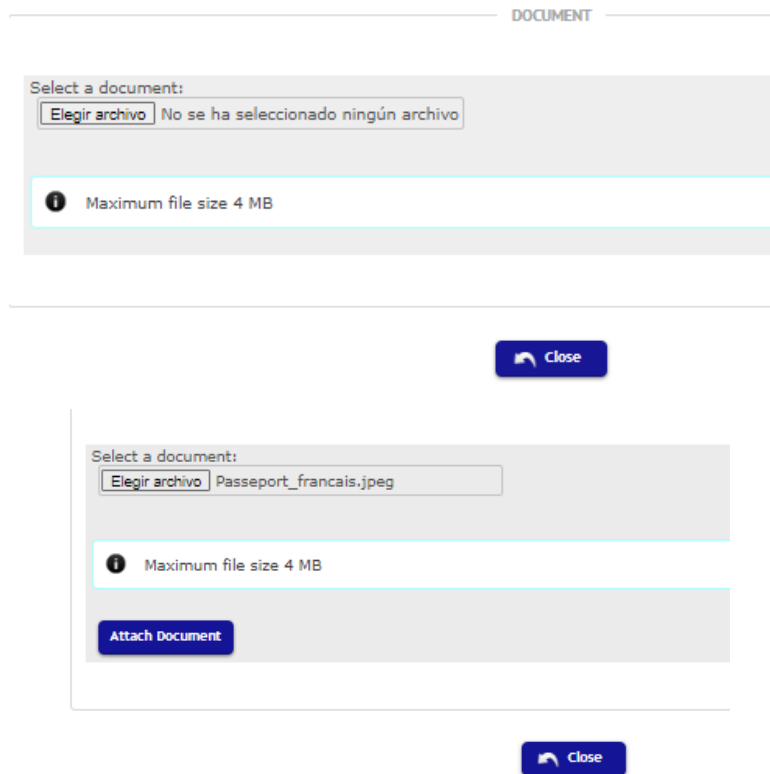 DOCUMENT
Select a document:
Elegir archivo No se ha seleccionado ningún archivo
Maximum file size 4 MB
Close
Select a document:
Elegir archivo Passeport_francais.jpeg
Maximum file size 4 MB
Attach Document
Close